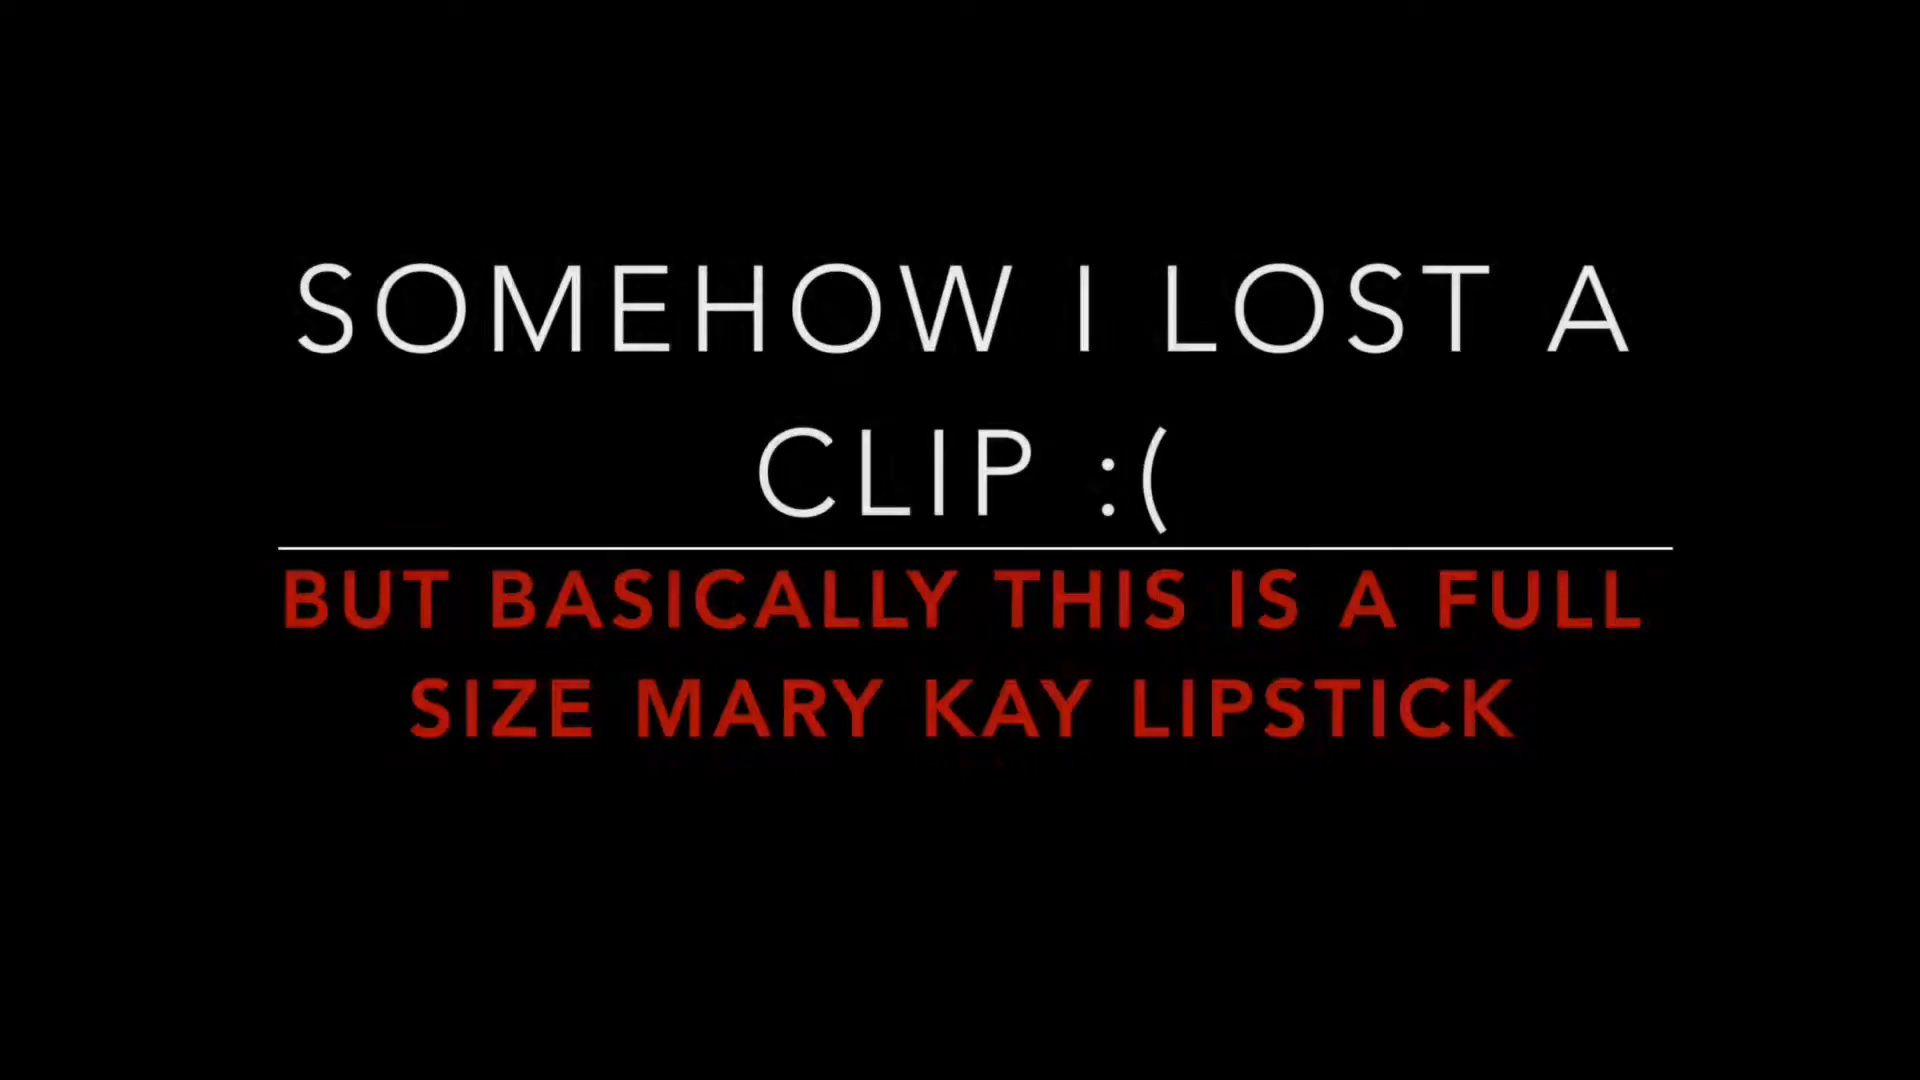 SOMEHOW I LOST A
CLIP :(
BUT BASICALLY THIS IS A FULL
SIZE MARY KAY LIPSTICK